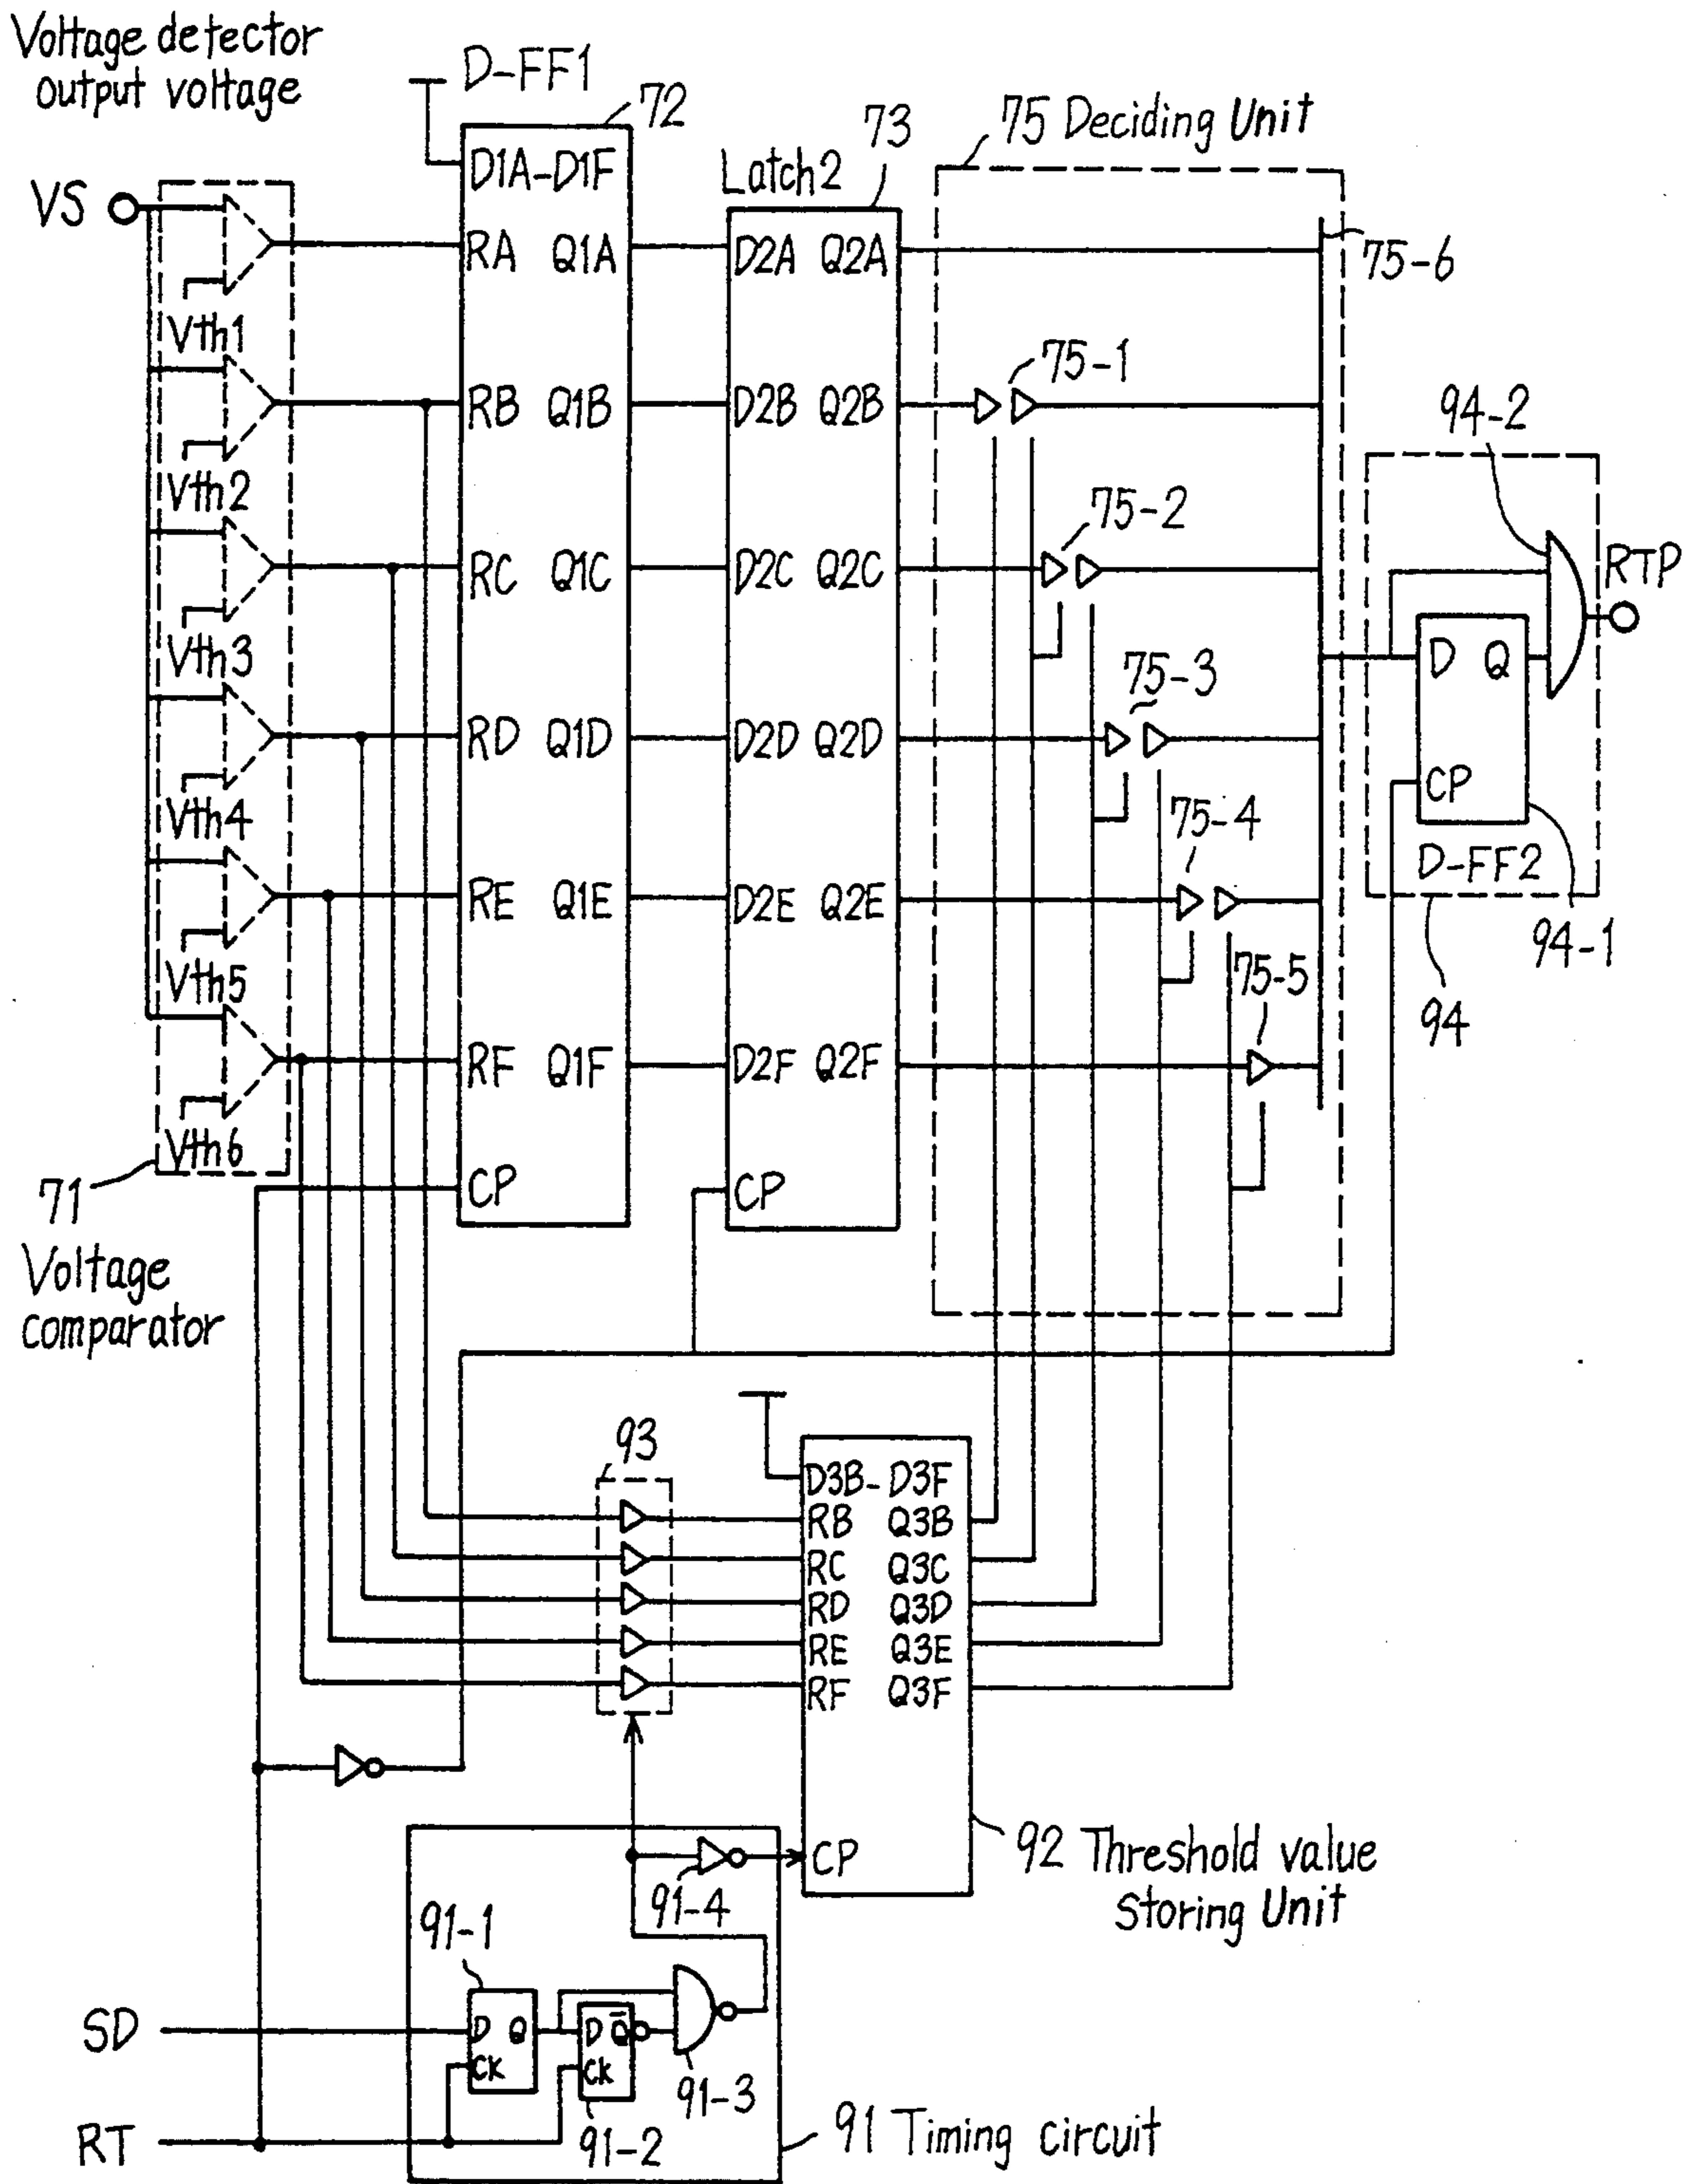 Voltage detector
output voltage
D-FF1
72
73
75 Deciding Unit
Latch2
VS
D1A-D1F
RA Q1A
D2A Q2A
75-6
Vth1
75-1
RB Q1B
D2B Q2B
94-2
Vth2
75-2
RC Q1C
D2C Q2C
RTP
Vth3
75-3
D Q
RD Q1D
D2D Q2D
CP
Vth4
75-4
D-FF2
RE Q1E
D2E Q2E
94-1
Vth5
75-5
94
RF Q1F
D2F Q2F
Vth6
71
CP
CP
Voltage
comparator
93
D3B-D3F
RB Q3B
RC Q3C
RD Q3D
RE Q3E
RF Q3F
CP
92 Threshold value
Storing Unit
91-4
91-1
SD
D Q
D Q̅
CK
CK
91-3
RT
91-2
91 Timing circuit